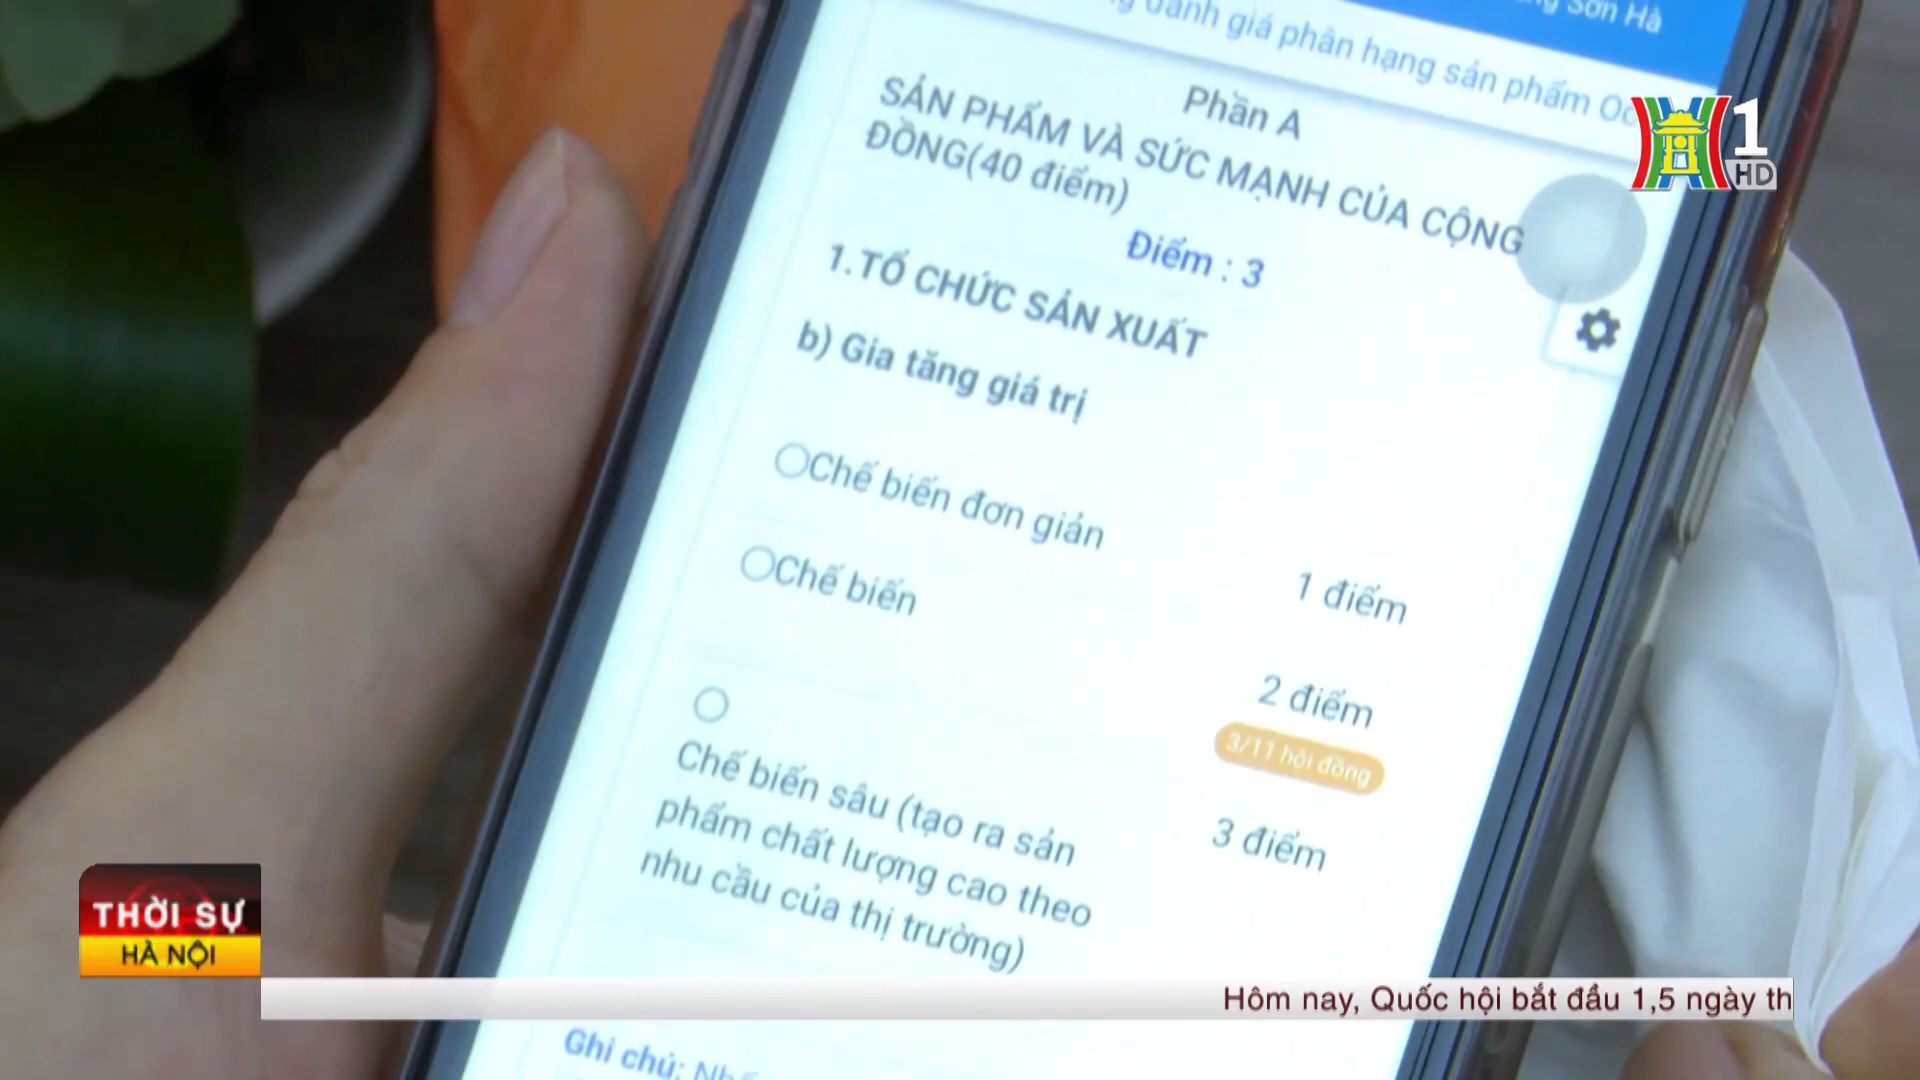 Sơn Hà
đánh giá phân hạng sản phẩm
Phần A
SẢN PHẨM VÀ SỨC MẠNH CỦA CỘNG
ĐỒNG(40 điểm)
Điểm : 3
1.TỔ CHỨC SẢN XUẤT
b) Gia tăng giá trị
Chế biến đơn giản
1 điểm
Chế biến
2 điểm
3/11 hội đồng
3 điểm
Chế biến sâu (tạo ra sản
phẩm chất lượng cao theo
nhu cầu của thị trường)
Ghi chú:
1
HD
THỜI SỰ
HÀ NỘI
Hôm nay, Quốc hội bắt đầu 1,5 ngày th